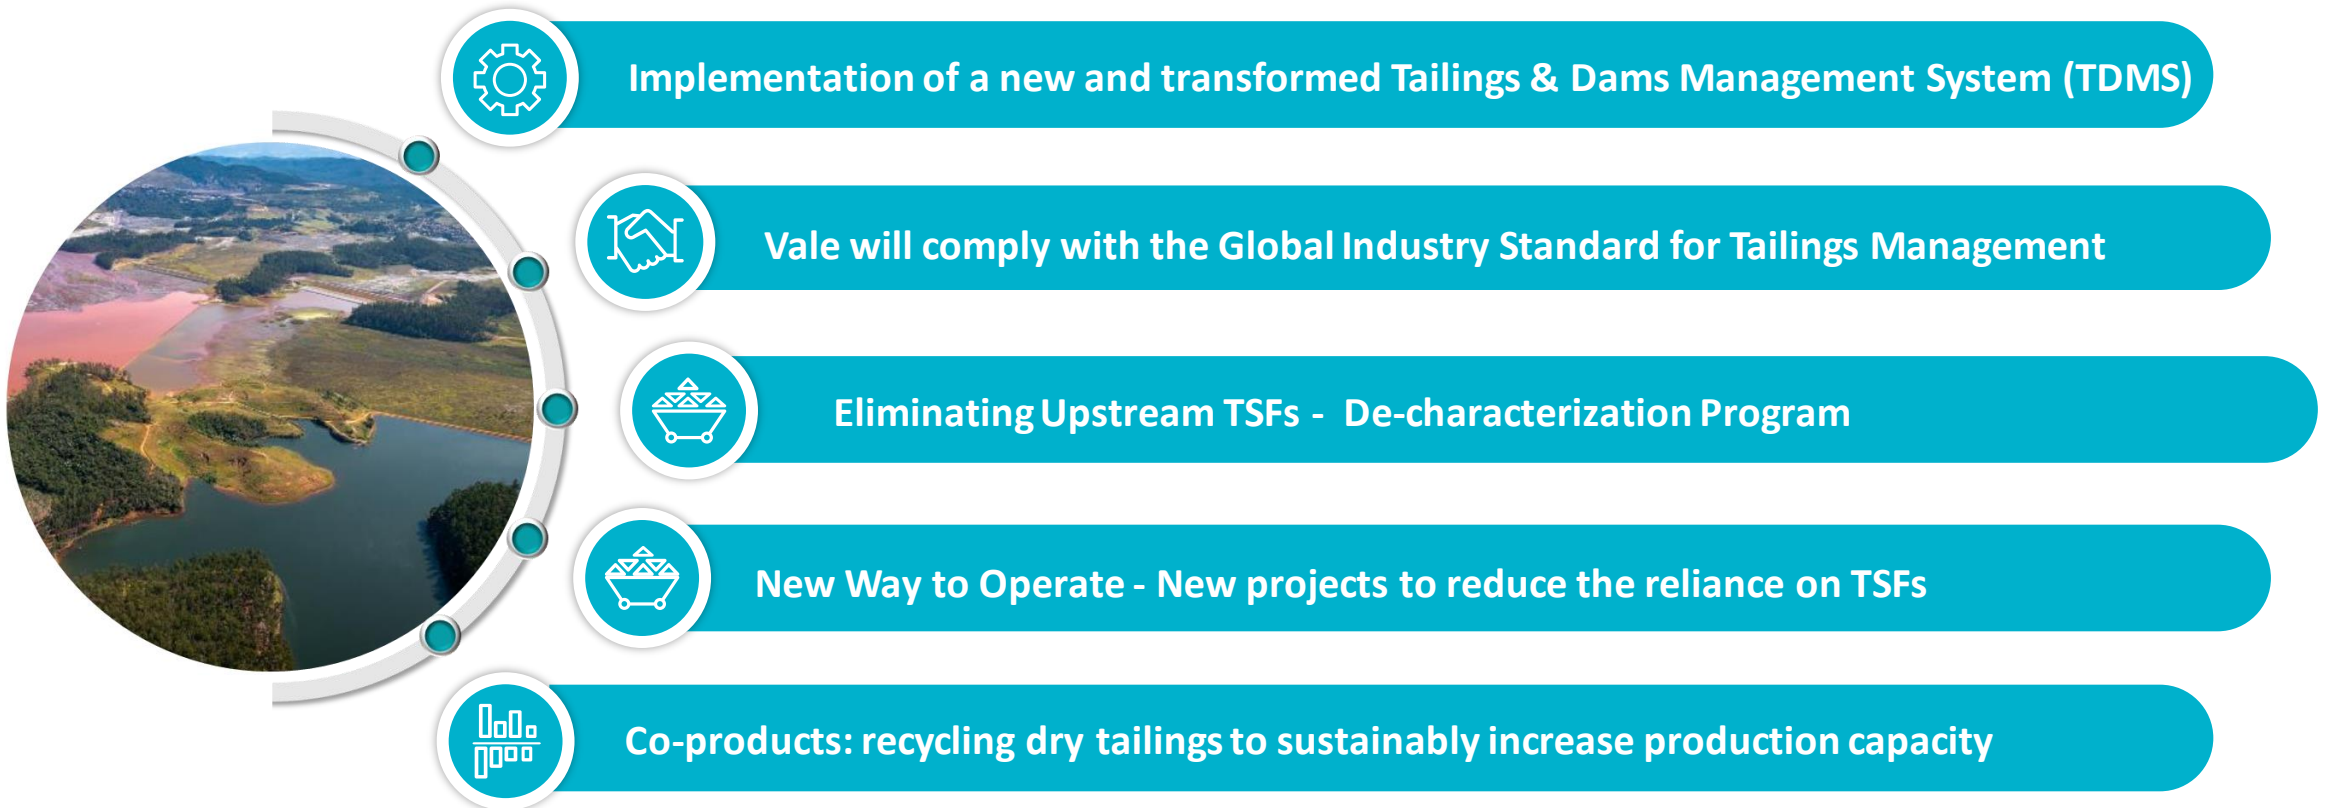 Implementation of a new and transformed Tailings & Dams Management System (TDMS)
Vale will comply with the Global Industry Standard for Tailings Management
Eliminating Upstream TSFs - De-characterization Program
New Way to Operate - New projects to reduce the reliance on TSFs
Co-products: recycling dry tailings to sustainably increase production capacity